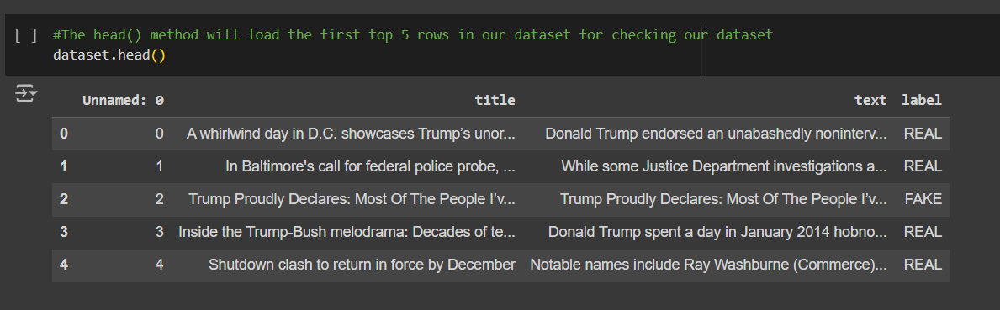 [ ] #The head() method will load the first top 5 rows in our dataset for checking our dataset
dataset.head()
Unnamed: 0 title text label
0 0 A whirlwind day in D.C. showcases Trump’s unor... Donald Trump endorsed an unabashedly noninterv... REAL
1 1 In Baltimore's call for federal police probe, ... While some Justice Department investigations a... REAL
2 2 Trump Proudly Declares: Most Of The People I’v... Trump Proudly Declares: Most Of The People I’v... FAKE
3 3 Inside the Trump-Bush melodrama: Decades of te... Donald Trump spent a day in January 2014 hobno... REAL
4 4 Shutdown clash to return in force by December Notable names include Ray Washburne (Commerce)... REAL